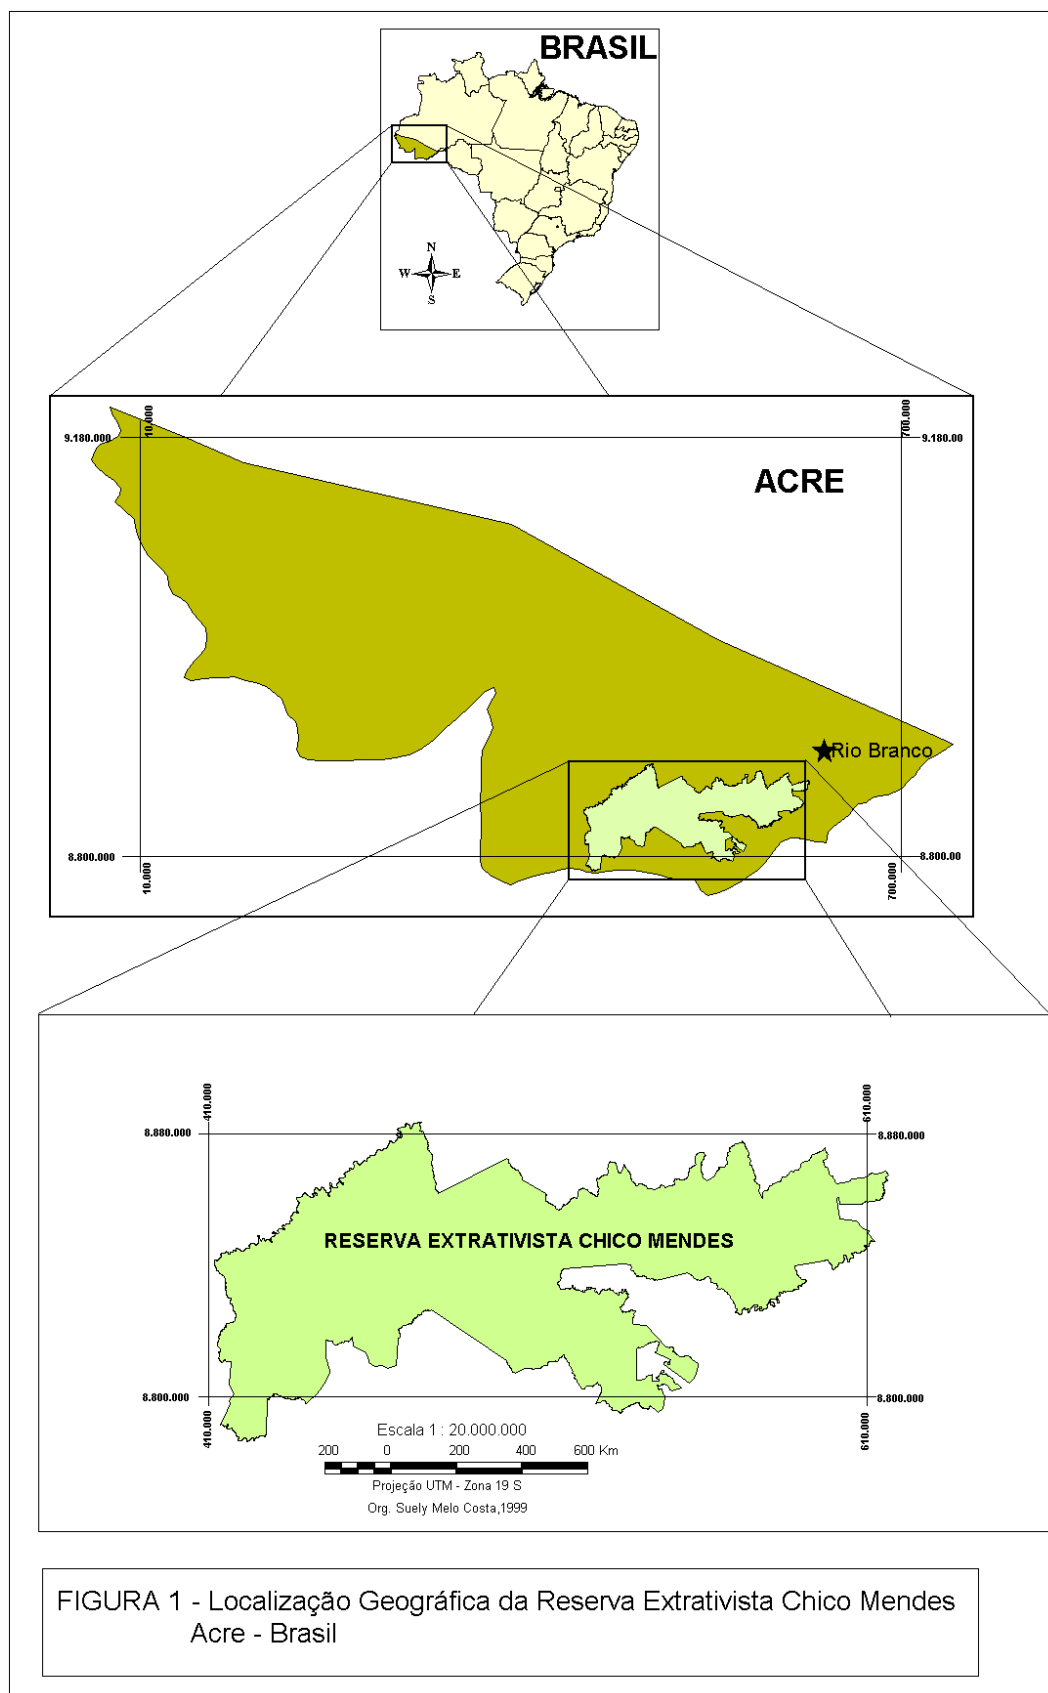 BRASIL
N
W E
S
10.000
700.000
9.180.000
9.180.00
ACRE
Rio Branco
8.800.000
8.800.00
10.000
700.000
410.000
610.000
8.880.000
8.880.000
RESERVA EXTRATIVISTA CHICO MENDES
8.800.000
8.800.000
410.000
610.000
Escala 1 : 20.000.000
200 0 200 400 600 Km
Projeção UTM - Zona 19 S
Org. Suely Melo Costa,1999
FIGURA 1 - Localização Geográfica da Reserva Extrativista Chico Mendes
Acre - Brasil